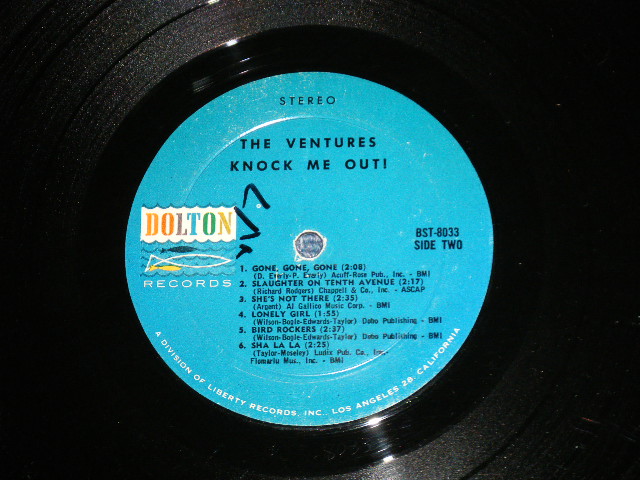 STEREO
THE VENTURES
KNOCK ME OUT!
DOLTON
RECORDS
BST-8033
SIDE TWO
1. GONE, GONE, GONE (2:08)
(D. Everly-P. Everly) Acuff-Rose Pub., Inc. - BMI
2. SLAUGHTER ON TENTH AVENUE (2:17)
(Richard Rodgers) Chappell & Co., Inc. - ASCAP
3. SHE'S NOT THERE (2:35)
(Argent) Al Gallico Music Corp. - BMI
4. LONELY GIRL (1:55)
(Wilson-Bogle-Edwards-Taylor) Dobo Publishing - BMI
5. BIRD ROCKERS (2:37)
(Wilson-Bogle-Edwards-Taylor) Dobo Publishing - BMI
6. SHA LA LA (2:25)
(Taylor-Moseley) Ludix Pub. Co., Inc.-
Flomarlu Mus., Inc. - BMI
A DIVISION OF LIBERTY RECORDS, INC., LOS ANGELES 28, CALIFORNIA